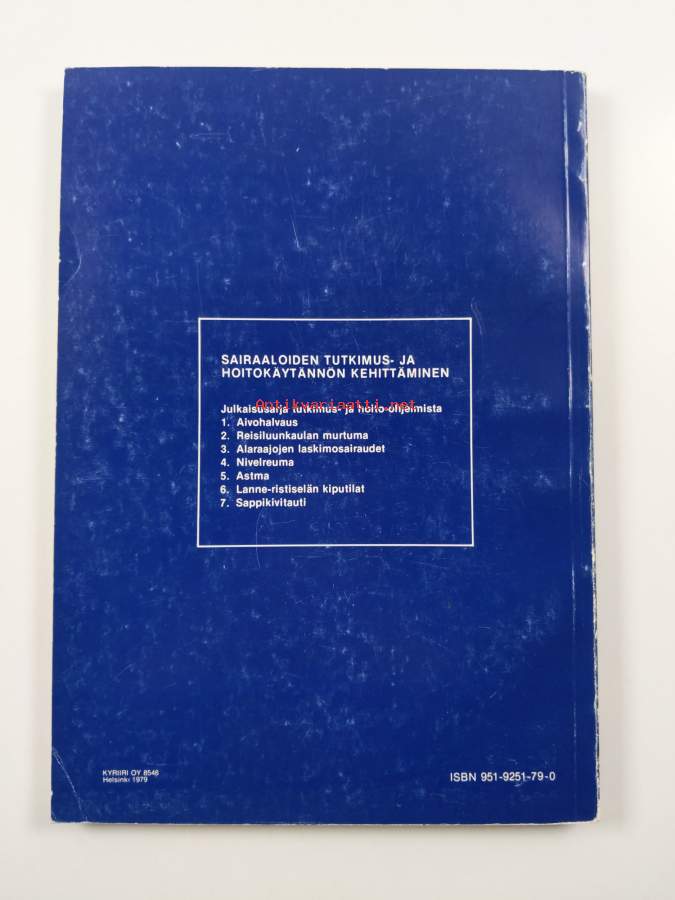 SAIRAALOIDEN TUTKIMUS- JA
HOITOKÄYTÄNNÖN KEHITTÄMINEN
Antikvariaatti.net
Julkaisusarja tutkimus- ja hoito-ohjelmista
1. Aivohalvaus
2. Reisiluunkaulan murtuma
3. Alaraajojen laskimosairaudet
4. Nivelreuma
5. Astma
6. Lanne-ristiselän kiputilat
7. Sappikivitauti
KYRIIRI OY 8546
Helsinki 1979
ISBN 951-9251-79-0